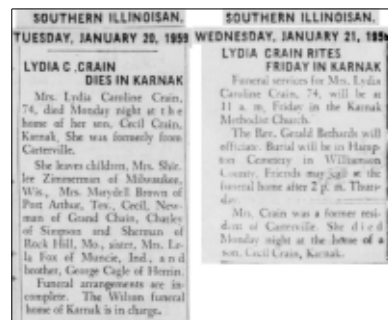 SOUTHERN ILLINOISAN.
TUESDAY, JANUARY 20, 1959
LYDIA C. CRAIN
DIES IN KARNAK
Mrs. Lydia Caroline Crain,
74, died Monday night at the
home of her son, Cecil Crain,
Karnak. She was formerly from
Carterville.
She leaves children, Mrs. Shir-
lee Zimmerman of Milwaukee,
Wis., Mrs. Marydell Brown of
Port Arthur, Tex., Cecil, New-
man of Grand Chain, Charley
of Simpson and Sherman of
Rock Hill, Mo., sister, Mrs. Le-
la Fox of Muncie, Ind., and
brother, George Cagle of Herrin.
Funeral arrangements are in-
complete. The Wilson funeral
home of Karnak is in charge.
SOUTHERN ILLINOISAN.
WEDNESDAY, JANUARY 21, 195
LYDIA CRAIN RITES
FRIDAY IN KARNAK
Funeral services for Mrs. Lydia
Caroline Crain, 74, will be at
11 a. m. Friday in the Karnak
Methodist Church.
The Rev. Gerald Bethards will
officiate. Burial will be in Hamp-
ton Cemetery in Williamson
County. Friends may call at the
funeral home after 2 p. m. Thurs-
day.
Mrs. Crain was a former resi-
dent of Carterville. She died
Monday night at the home of a
son, Cecil Crain, Karnak.